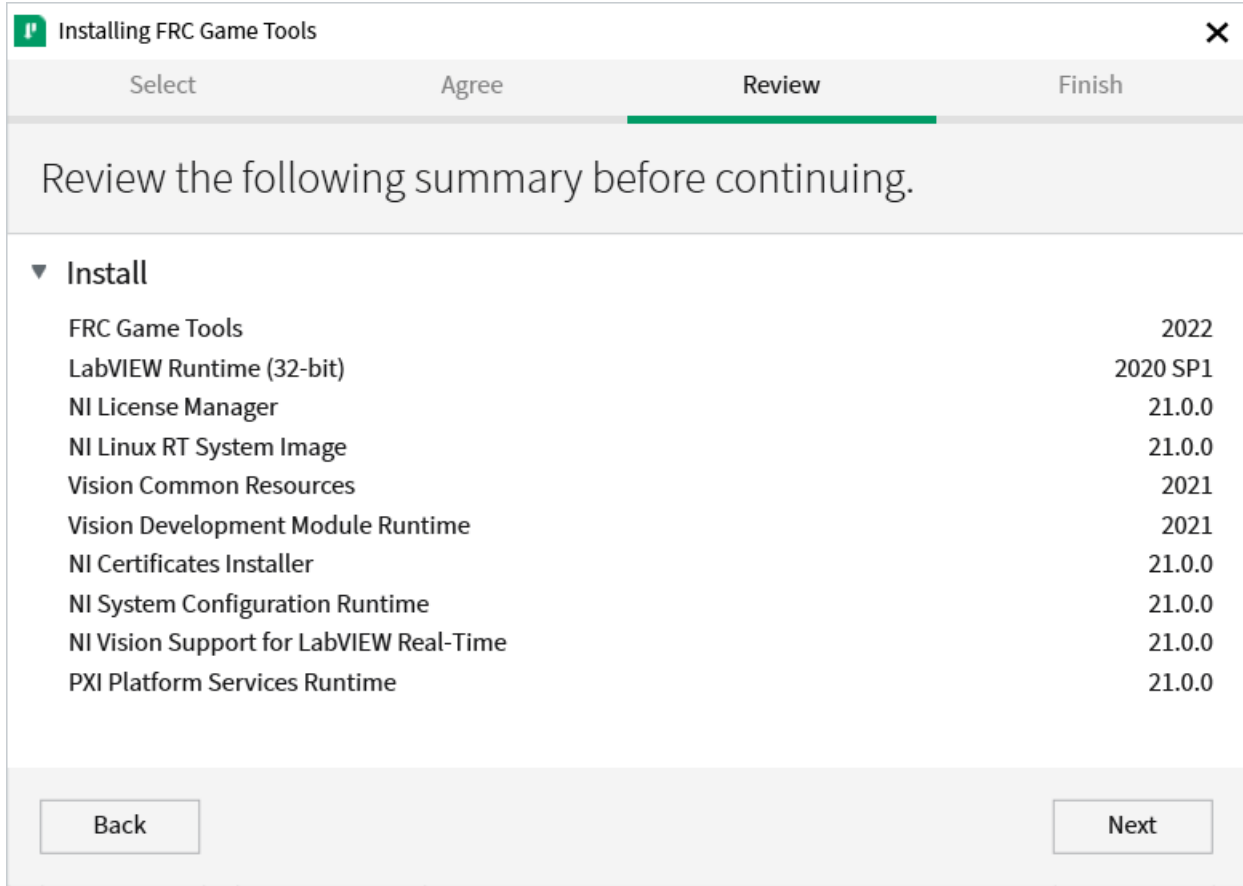 Installing FRC Game Tools
Select Agree Review Finish
Review the following summary before continuing.
Install
FRC Game Tools 2022
LabVIEW Runtime (32-bit) 2020 SP1
NI License Manager 21.0.0
NI Linux RT System Image 21.0.0
Vision Common Resources 2021
Vision Development Module Runtime 2021
NI Certificates Installer 21.0.0
NI System Configuration Runtime 21.0.0
NI Vision Support for LabVIEW Real-Time 21.0.0
PXI Platform Services Runtime 21.0.0
Back Next